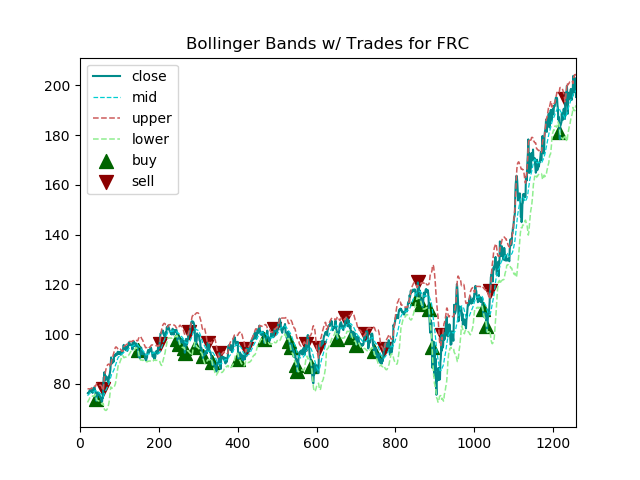 Bollinger Bands w/ Trades for FRC
close
mid
upper
lower
buy
sell
200
180
160
140
120
100
80
0 200 400 600 800 1000 1200